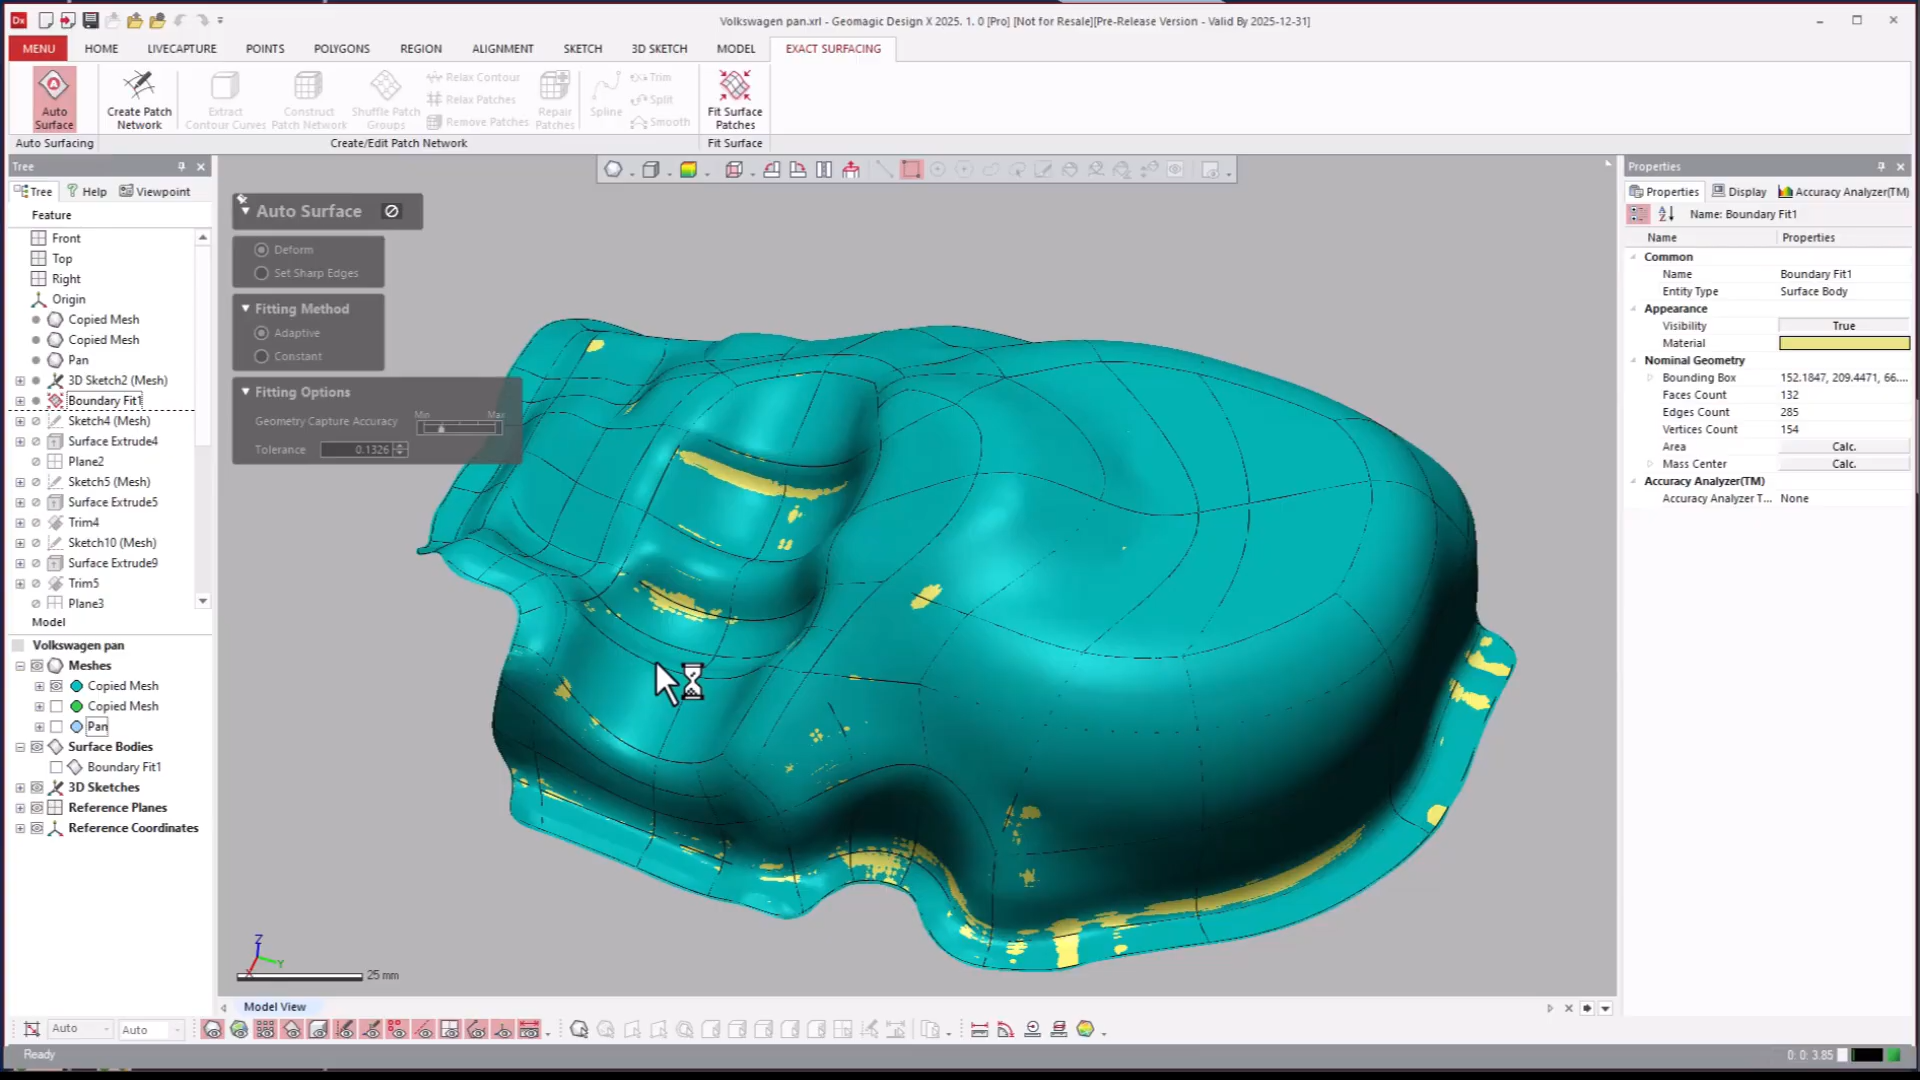 Volkswagen pan.xrl - Geomagic Design X 2025. 1. 0 [Pro] [Not for Resale][Pre-Release Version - Valid By 2025-12-31]
Dx
MENU HOME LIVECAPTURE POINTS POLYGONS REGION ALIGNMENT SKETCH 3D SKETCH MODEL EXACT SURFACING
Auto Surface
Create Patch Network
Extract Contour Curves
Construct Patch Network
Shuffle Patch Groups
Relax Contour
Relax Patches
Remove Patches
Repair Patches
Spline
Trim
Split
Smooth
Fit Surface Patches
Auto Surfacing Create/Edit Patch Network Fit Surface
Tree
Tree Help Viewpoint
Feature
Front
Top
Right
Origin
Copied Mesh
Copied Mesh
Pan
3D Sketch2 (Mesh)
Boundary Fit1
Sketch4 (Mesh)
Surface Extrude4
Plane2
Sketch5 (Mesh)
Surface Extrude5
Trim4
Sketch10 (Mesh)
Surface Extrude9
Trim5
Plane3
Model
Volkswagen pan
Meshes
Copied Mesh
Copied Mesh
Pan
Surface Bodies
Boundary Fit1
3D Sketches
Reference Planes
Reference Coordinates
Auto Surface
Deform
Set Sharp Edges
Fitting Method
Adaptive
Constant
Fitting Options
Geometry Capture Accuracy Min Max
Tolerance 0.1326
Z
Y
X
25 mm
Model View
Properties
Properties Display Accuracy Analyzer(TM)
Name: Boundary Fit1
Name Properties
Common
Name Boundary Fit1
Entity Type Surface Body
Appearance
Visibility True
Material
Nominal Geometry
Bounding Box 152.1847, 209.4471, 66....
Faces Count 132
Edges Count 285
Vertices Count 154
Area Calc.
Mass Center Calc.
Accuracy Analyzer(TM)
Accuracy Analyzer T... None
Auto Auto
Ready 0: 0: 3.85